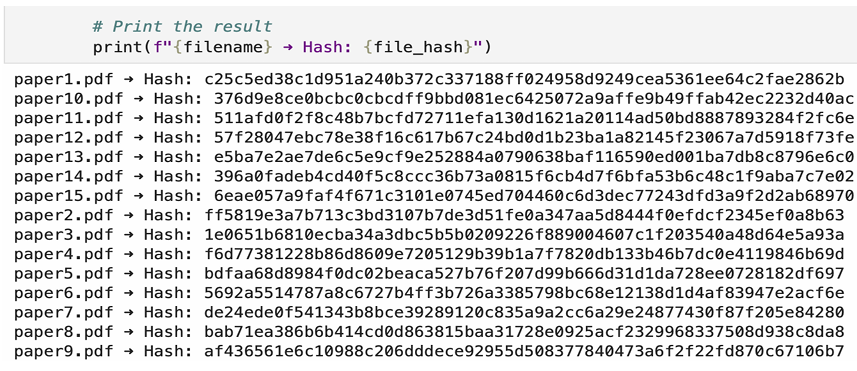 # Print the result
print(f"{filename} → Hash: {file_hash}")
paper1.pdf → Hash: c25c5ed38c1d951a240b372c337188ff024958d9249cea5361ee64c2fae2862b
paper10.pdf → Hash: 376d9e8ce0bcbc0cbcdff9bbd081ec6425072a9affe9b49ffab42ec2232d40ac
paper11.pdf → Hash: 511afd0f2f8c48b7bcfd72711efa130d1621a20114ad50bd8887893284f2fc6e
paper12.pdf → Hash: 57f28047ebc78e38f16c617b67c24bd0d1b23ba1a82145f23067a7d5918f73fe
paper13.pdf → Hash: e5ba7e2ae7de6c5e9cf9e252884a0790638baf116590ed001ba7db8c8796e6c0
paper14.pdf → Hash: 396a0fadeb4cd40f5c8ccc36b73a0815f6cb4d7f6bfa53b6c48c1f9aba7c7e02
paper15.pdf → Hash: 6eae057a9faf4f671c3101e0745ed704460c6d3dec77243dfd3a9f2d2ab68970
paper2.pdf → Hash: ff5819e3a7b713c3bd3107b7de3d51fe0a347aa5d8444f0efdcf2345ef0a8b63
paper3.pdf → Hash: 1e0651b6810ecba34a3dbc5b5b0209226f889004607c1f203540a48d64e5a93a
paper4.pdf → Hash: f6d77381228b86d8609e7205129b39b1a7f7820db133b46b7dc0e4119846b69d
paper5.pdf → Hash: bdfaa68d8984f0dc02beaca527b76f207d99b666d31d1da728ee0728182df697
paper6.pdf → Hash: 5692a5514787a8c6727b4ff3b726a3385798bc68e12138d1d4af83947e2acf6e
paper7.pdf → Hash: de24ede0f541343b8bce39289120c835a9a2cc6a29e24877430f87f205e84280
paper8.pdf → Hash: bab71ea386b6b414cd0d863815baa31728e0925acf2329968337508d938c8da8
paper9.pdf → Hash: af436561e6c10988c206dddece92955d508377840473a6f2f22fd870c67106b7